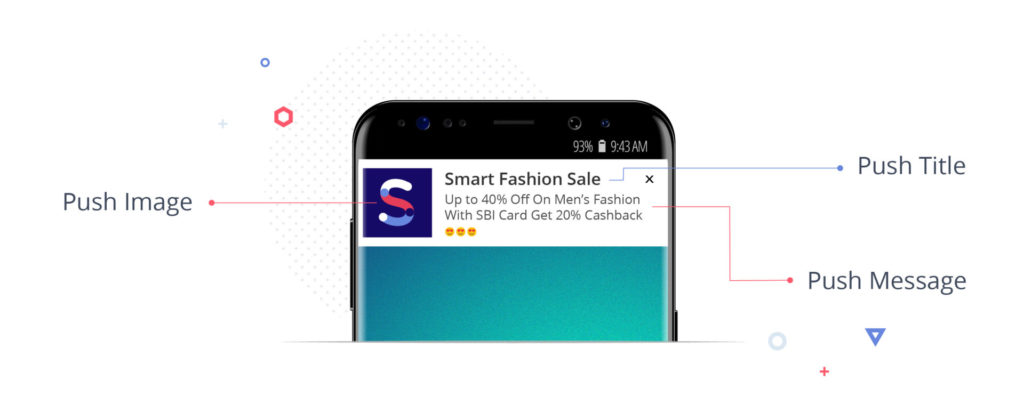 93% 9:43 AM
Push Title
Smart Fashion Sale x
Push Image
S
Up to 40% Off On Men’s Fashion
With SBI Card Get 20% Cashback
😍😍😍
Push Message